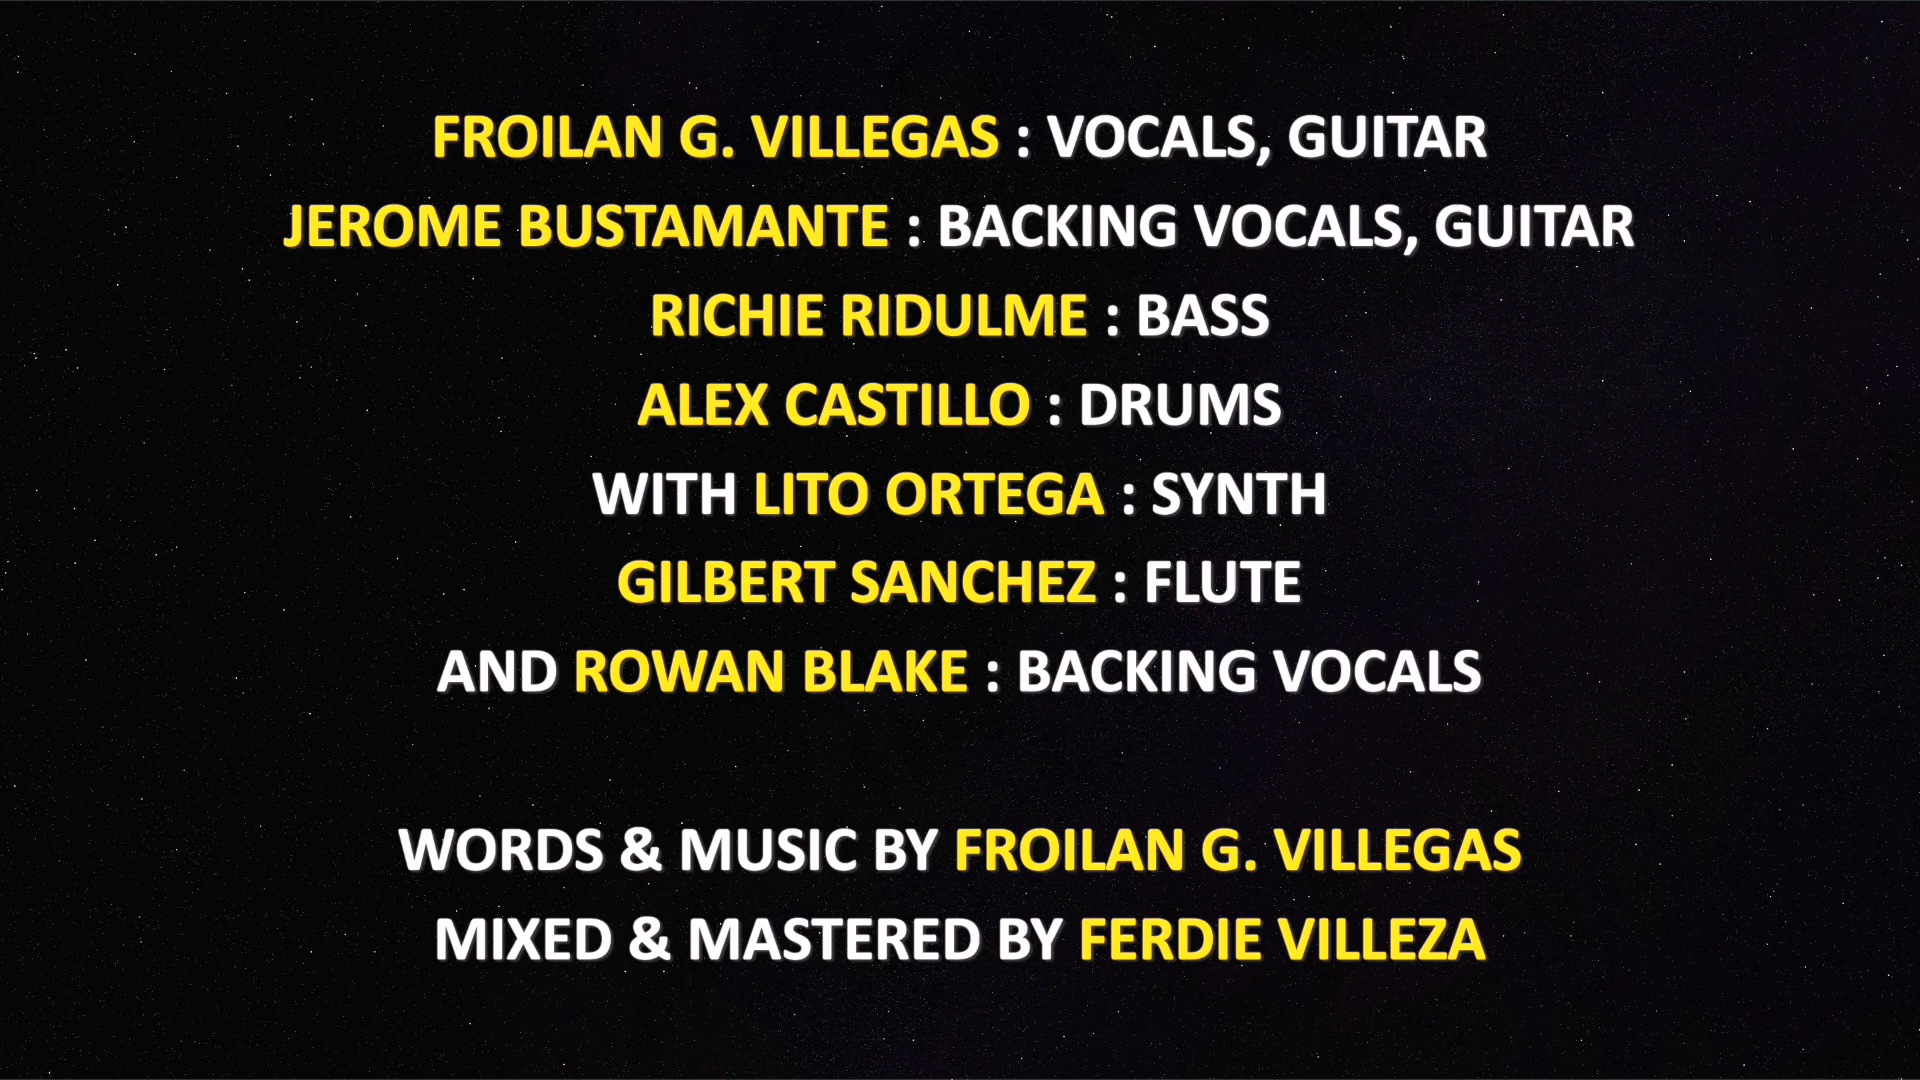 FROILAN G. VILLEGAS : VOCALS, GUITAR
JEROME BUSTAMANTE : BACKING VOCALS, GUITAR
RICHIE RIDULME : BASS
ALEX CASTILLO : DRUMS
WITH LITO ORTEGA : SYNTH
GILBERT SANCHEZ : FLUTE
AND ROWAN BLAKE : BACKING VOCALS
WORDS & MUSIC BY FROILAN G. VILLEGAS
MIXED & MASTERED BY FERDIE VILLEZA